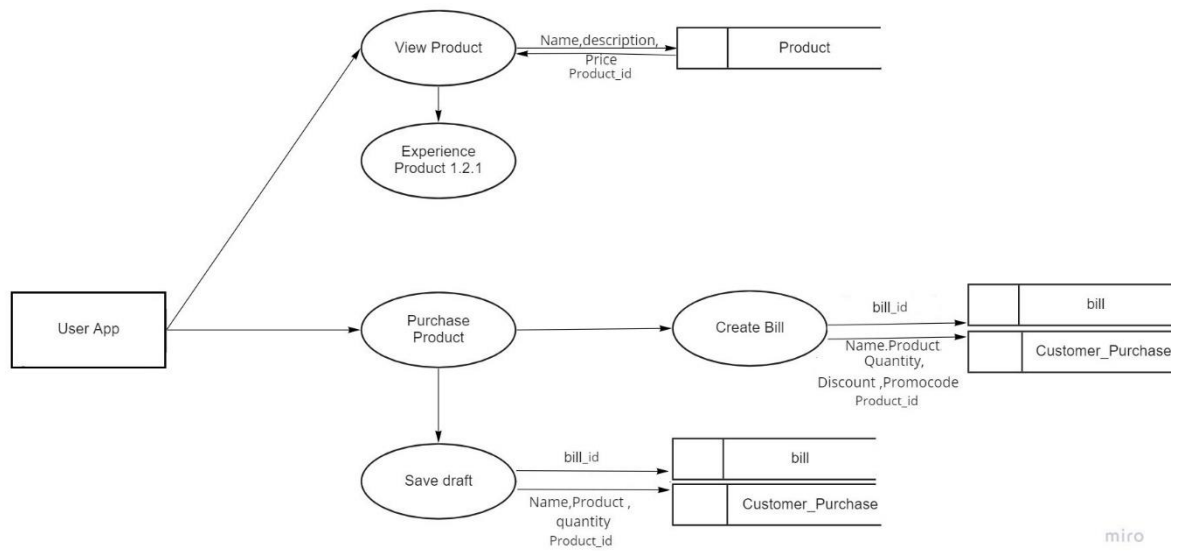 View Product
Name,description,
Price
Product_id
Product
Experience
Product 1.2.1
User App
Purchase
Product
Create Bill
bill_id
bill
Name.Product
Quantity,
Discount ,Promocode
Product_id
Customer_Purchase
Save draft
bill_id
bill
Name,Product ,
quantity
Product_id
Customer_Purchase
miro